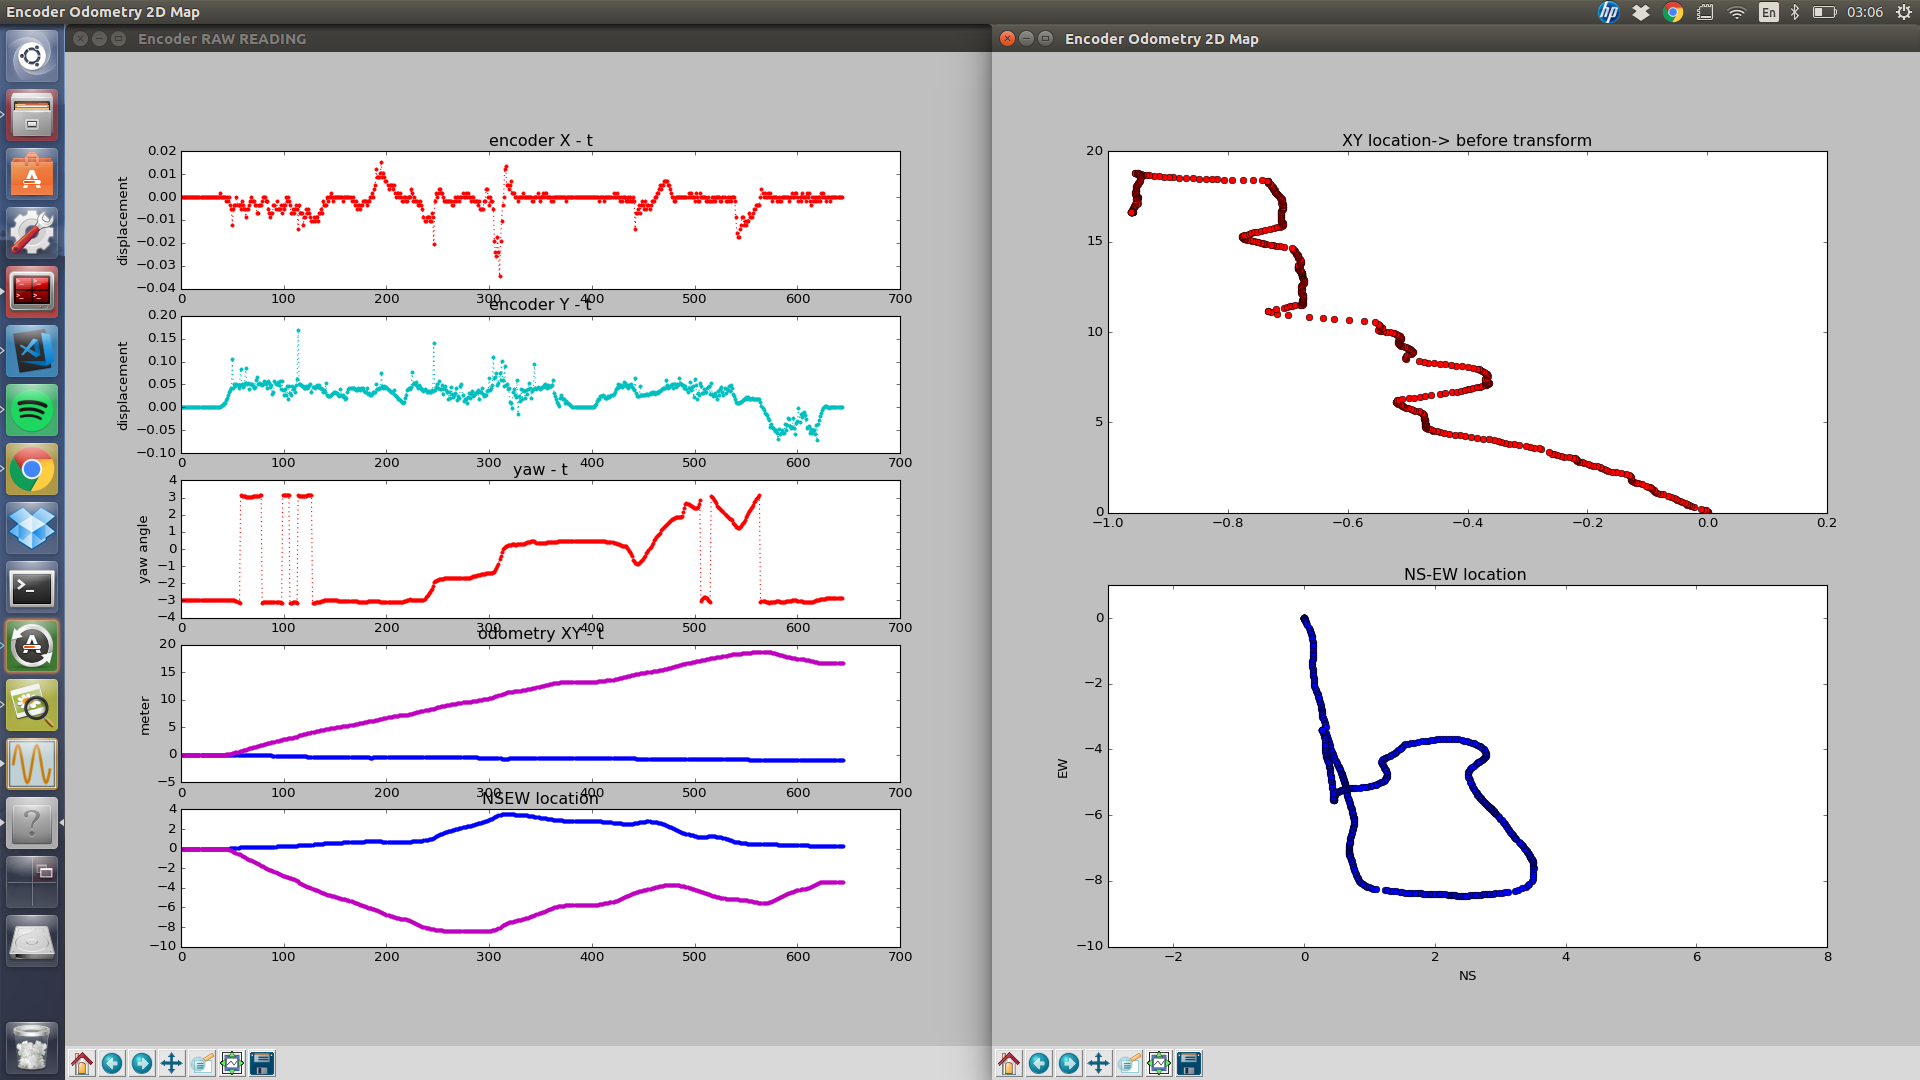 Encoder Odometry 2D Map
En
03:06
Encoder RAW READING
encoder X - t
0.02
0.01
0.00
−0.01
−0.02
−0.03
−0.04
displacement
0 100 200 300 400 500 600 700
encoder Y - t
0.20
0.15
0.10
0.05
0.00
−0.05
−0.10
displacement
0 100 200 300 400 500 600 700
yaw - t
4
3
2
1
0
−1
−2
−3
−4
yaw angle
0 100 200 300 400 500 600 700
odometry XY - t
20
15
10
5
0
−5
meter
0 100 200 300 400 500 600 700
NSEW location
4
2
0
−2
−4
−6
−8
−10
0 100 200 300 400 500 600 700
Encoder Odometry 2D Map
XY location-> before transform
20
15
10
5
0
−1.0 −0.8 −0.6 −0.4 −0.2 0.0 0.2
NS-EW location
0
−2
−4
−6
−8
−10
EW
−2 0 2 4 6 8
NS